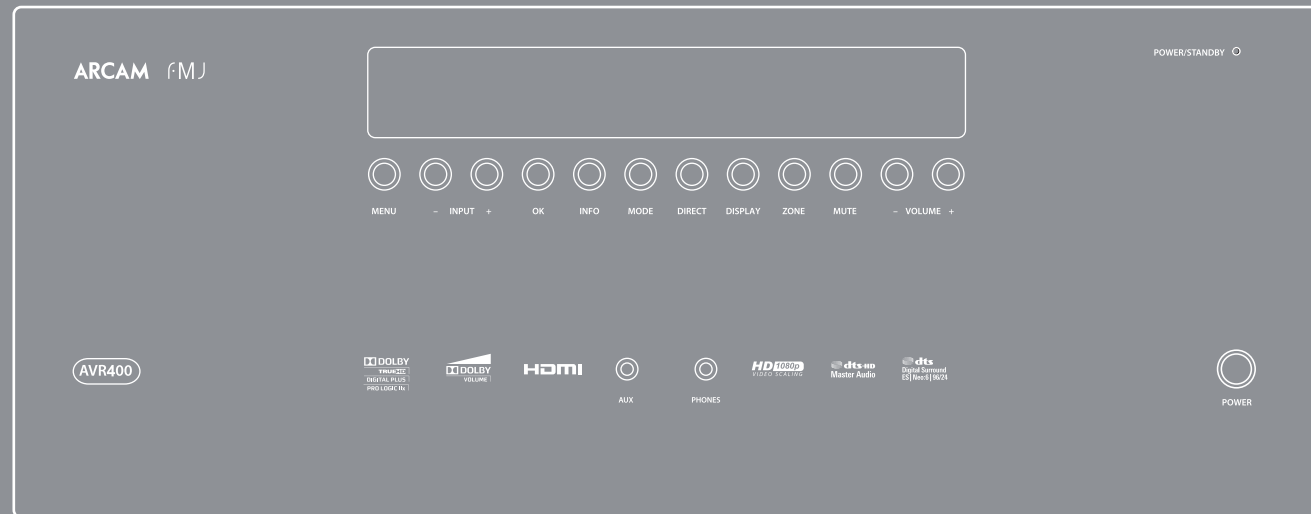 ARCAM FMJ
POWER/STANDBY
MENU – INPUT + OK INFO MODE DIRECT DISPLAY ZONE MUTE – VOLUME +
AVR400
DOLBY
TRUEHD
DIGITAL PLUS
PRO LOGIC IIz
DOLBY
VOLUME
HDMI
AUX
PHONES
HD 1080p
VIDEO SCALING
dts-HD
Master Audio
dts
Digital Surround
ES | Neo:6 | 96/24
POWER